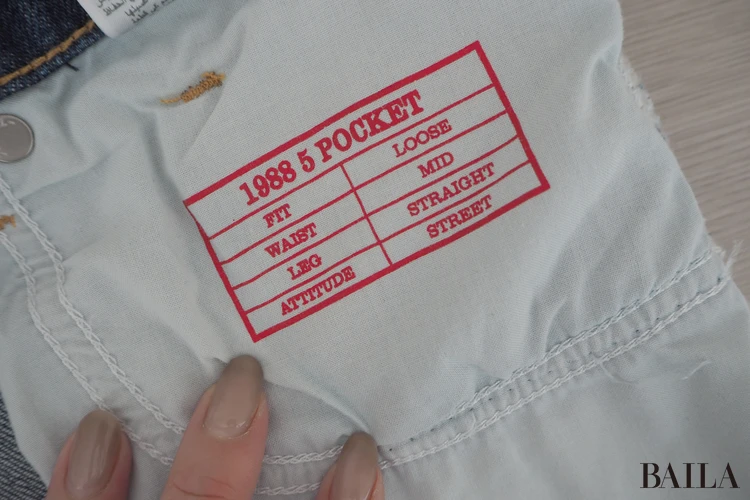 1988 5 POCKET
FIT LOOSE
WAIST MID
LEG STRAIGHT
ATTITUDE STREET
BAILA